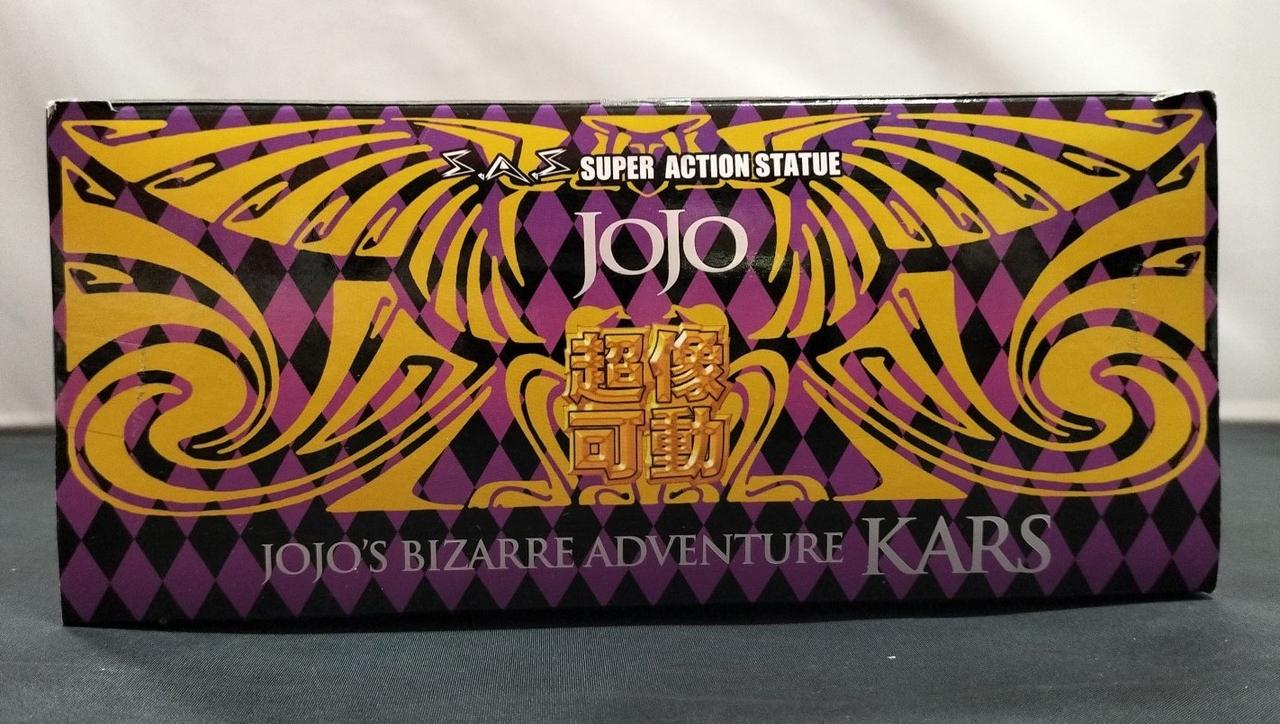 S.A.S SUPER ACTION STATUE
JOJO
超像
可動
JOJO'S BIZARRE ADVENTURE KARS